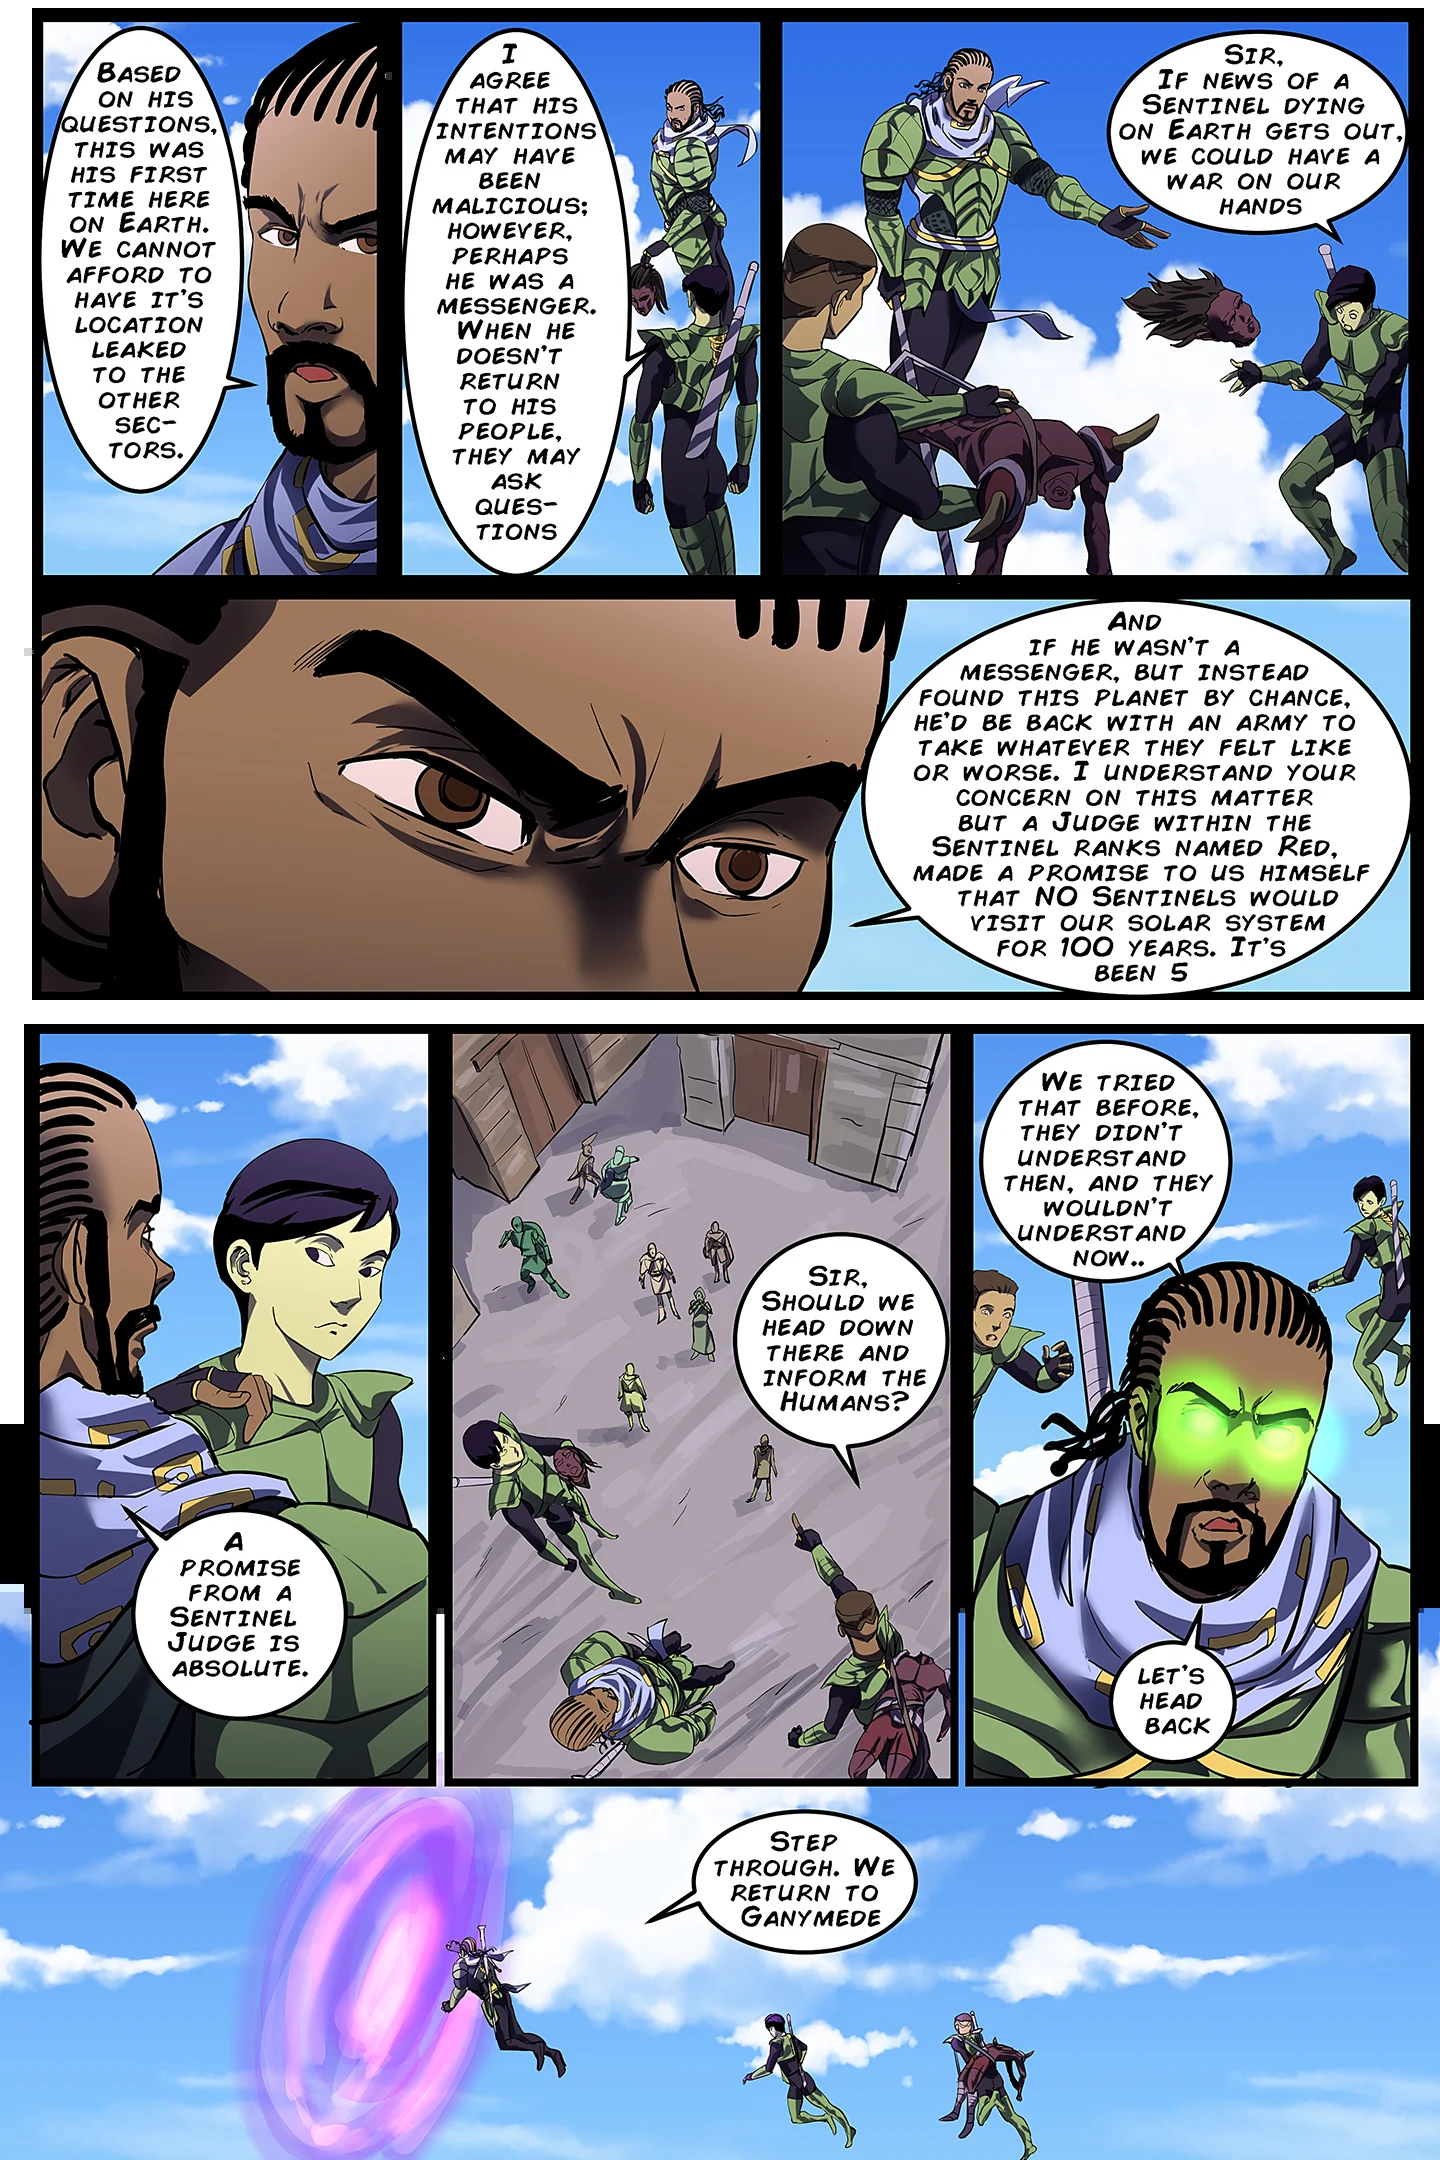 BASED
ON HIS
QUESTIONS,
THIS WAS
HIS FIRST
TIME HERE
ON EARTH.
WE CANNOT
AFFORD TO
HAVE IT'S
LOCATION
LEAKED
TO THE
OTHER
SEC-
TORS.
I
AGREE
THAT HIS
INTENTIONS
MAY HAVE
BEEN
MALICIOUS;
HOWEVER,
PERHAPS
HE WAS A
MESSENGER.
WHEN HE
DOESN'T
RETURN
TO HIS
PEOPLE,
THEY MAY
ASK
QUES-
TIONS
SIR,
IF NEWS OF A
SENTINEL DYING
ON EARTH GETS OUT,
WE COULD HAVE A
WAR ON OUR
HANDS
AND
IF HE WASN'T A
MESSENGER, BUT INSTEAD
FOUND THIS PLANET BY CHANCE,
HE'D BE BACK WITH AN ARMY TO
TAKE WHATEVER THEY FELT LIKE
OR WORSE. I UNDERSTAND YOUR
CONCERN ON THIS MATTER
BUT A JUDGE WITHIN THE
SENTINEL RANKS NAMED RED,
MADE A PROMISE TO US HIMSELF
THAT NO SENTINELS WOULD
VISIT OUR SOLAR SYSTEM
FOR 100 YEARS. IT'S
BEEN 5
A
PROMISE
FROM A
SENTINEL
JUDGE IS
ABSOLUTE.
SIR,
SHOULD WE
HEAD DOWN
THERE AND
INFORM THE
HUMANS?
WE TRIED
THAT BEFORE,
THEY DIDN'T
UNDERSTAND
THEN, AND THEY
WOULDN'T
UNDERSTAND
NOW..
LET'S
HEAD
BACK
STEP
THROUGH. WE
RETURN TO
GANYMEDE